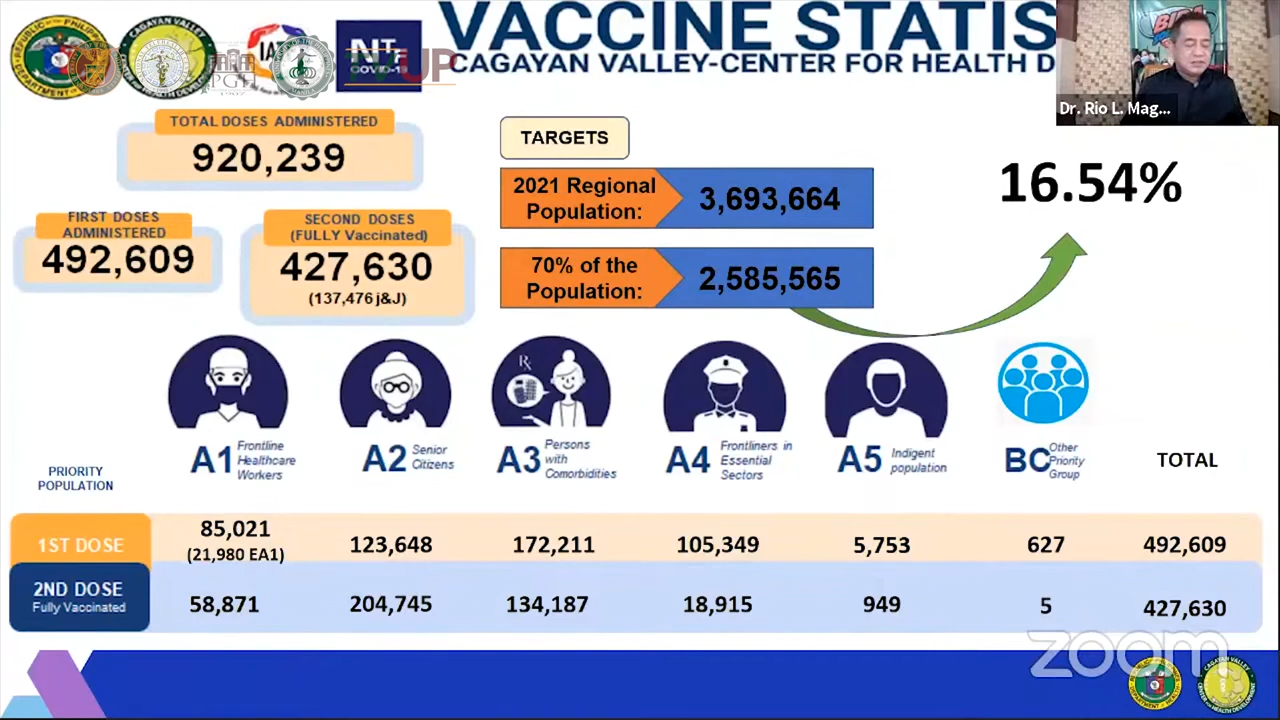 VACCINE STATIS
CAGAYAN VALLEY-CENTER FOR HEALTH D
COVID-19
UP
Dr. Rio L. Mag...
TOTAL DOSES ADMINISTERED
920,239
FIRST DOSES
ADMINISTERED
492,609
SECOND DOSES
(FULLY Vaccinated)
427,630
(137,476 j&J)
TARGETS
2021 Regional
Population:
3,693,664
70% of the
Population:
2,585,565
16.54%
PRIORITY
POPULATION
A1 Frontline
Healthcare
Workers
A2 Senior
Citizens
Rx
A3 Persons
with
Comorbidities
A4 Frontliners in
Essential
Sectors
A5 Indigent
population
BC Other
Priority
Group
TOTAL
1ST DOSE
85,021
(21,980 EA1)
123,648
172,211
105,349
5,753
627
492,609
2ND DOSE
Fully Vaccinated
58,871
204,745
134,187
18,915
949
5
427,630
zoom